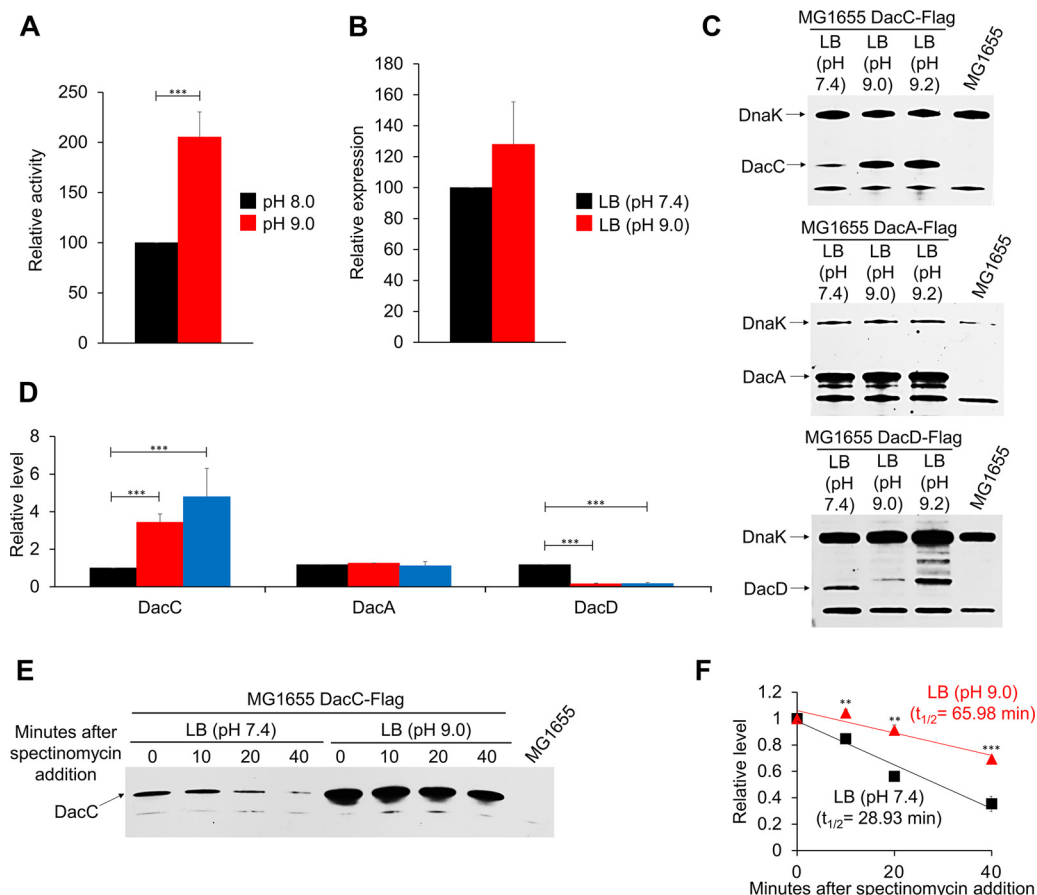 A
Relative activity
250
200
150
100
50
0
***
pH 8.0
pH 9.0
B
Relative expression
180
160
140
120
100
80
60
40
20
0
LB (pH 7.4)
LB (pH 9.0)
C
MG1655 DacC-Flag
LB (pH 7.4)
LB (pH 9.0)
LB (pH 9.2)
MG1655
DnaK
DacC
MG1655 DacA-Flag
LB (pH 7.4)
LB (pH 9.0)
LB (pH 9.2)
MG1655
DnaK
DacA
MG1655 DacD-Flag
LB (pH 7.4)
LB (pH 9.0)
LB (pH 9.2)
MG1655
DnaK
DacD
D
Relative level
8
6
4
2
0
***
***
***
***
DacC
DacA
DacD
E
MG1655 DacC-Flag
Minutes after
spectinomycin
addition
LB (pH 7.4)
LB (pH 9.0)
0 10 20 40 0 10 20 40
MG1655
DacC
F
Relative level
1.2
1
0.8
0.6
0.4
0.2
0
**
**
***
LB (pH 9.0)
(t1/2= 65.98 min)
LB (pH 7.4)
(t1/2= 28.93 min)
0 20 40
Minutes after spectinomycin addition